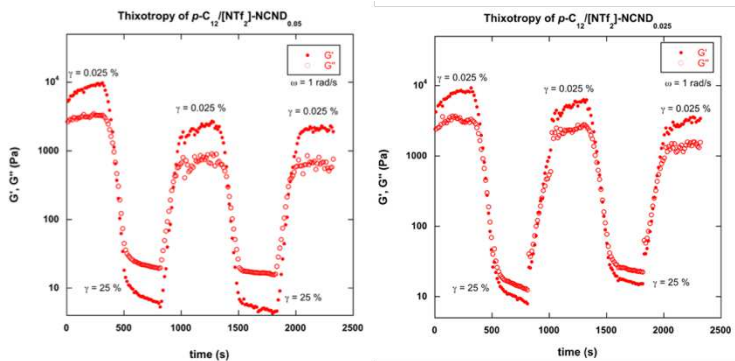 Thixotropy of p-C₁₂/[NTf₂]-NCND₀.₀₅
G'
G''
γ = 0.025 %
ω = 1 rad/s
10⁴
γ = 0.025 %
γ = 0.025 %
1000
G', G'' (Pa)
100
10
γ = 25 %
γ = 25 %
0 500 1000 1500 2000 2500
time (s)
Thixotropy of p-C₁₂/[NTf₂]-NCND₀.₀₂₅
G'
G''
γ = 0.025 %
ω = 1 rad/s
10⁴
γ = 0.025 %
γ = 0.025 %
1000
G', G'' (Pa)
100
10
γ = 25 %
γ = 25 %
0 500 1000 1500 2000 2500
time (s)